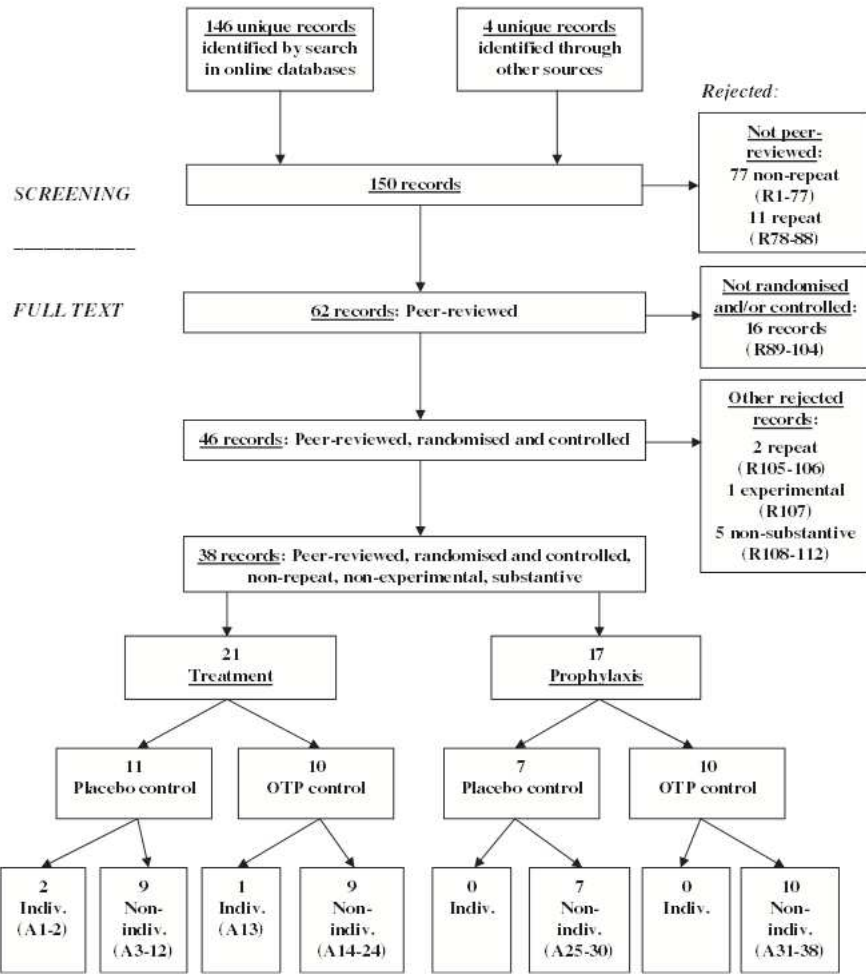 146 unique records
identified by search
in online databases
4 unique records
identified through
other sources
Rejected:
Not peer-
reviewed:
77 non-repeat
(R1-77)
11 repeat
(R78-88)
SCREENING
150 records
FULL TEXT
62 records: Peer-reviewed
Not randomised
and/or controlled:
16 records
(R89-104)
46 records: Peer-reviewed, randomised and controlled
Other rejected
records:
2 repeat
(R105-106)
1 experimental
(R107)
5 non-substantive
(R108-112)
38 records: Peer-reviewed, randomised and controlled,
non-repeat, non-experimental, substantive
21
Treatment
17
Prophylaxis
11
Placebo control
10
OTP control
7
Placebo control
10
OTP control
2
Indiv.
(A1-2)
9
Non-
indiv.
(A3-12)
1
Indiv.
(A13)
9
Non-
indiv.
(A14-24)
0
Indiv.
7
Non-
indiv.
(A25-30)
0
Indiv.
10
Non-
indiv.
(A31-38)